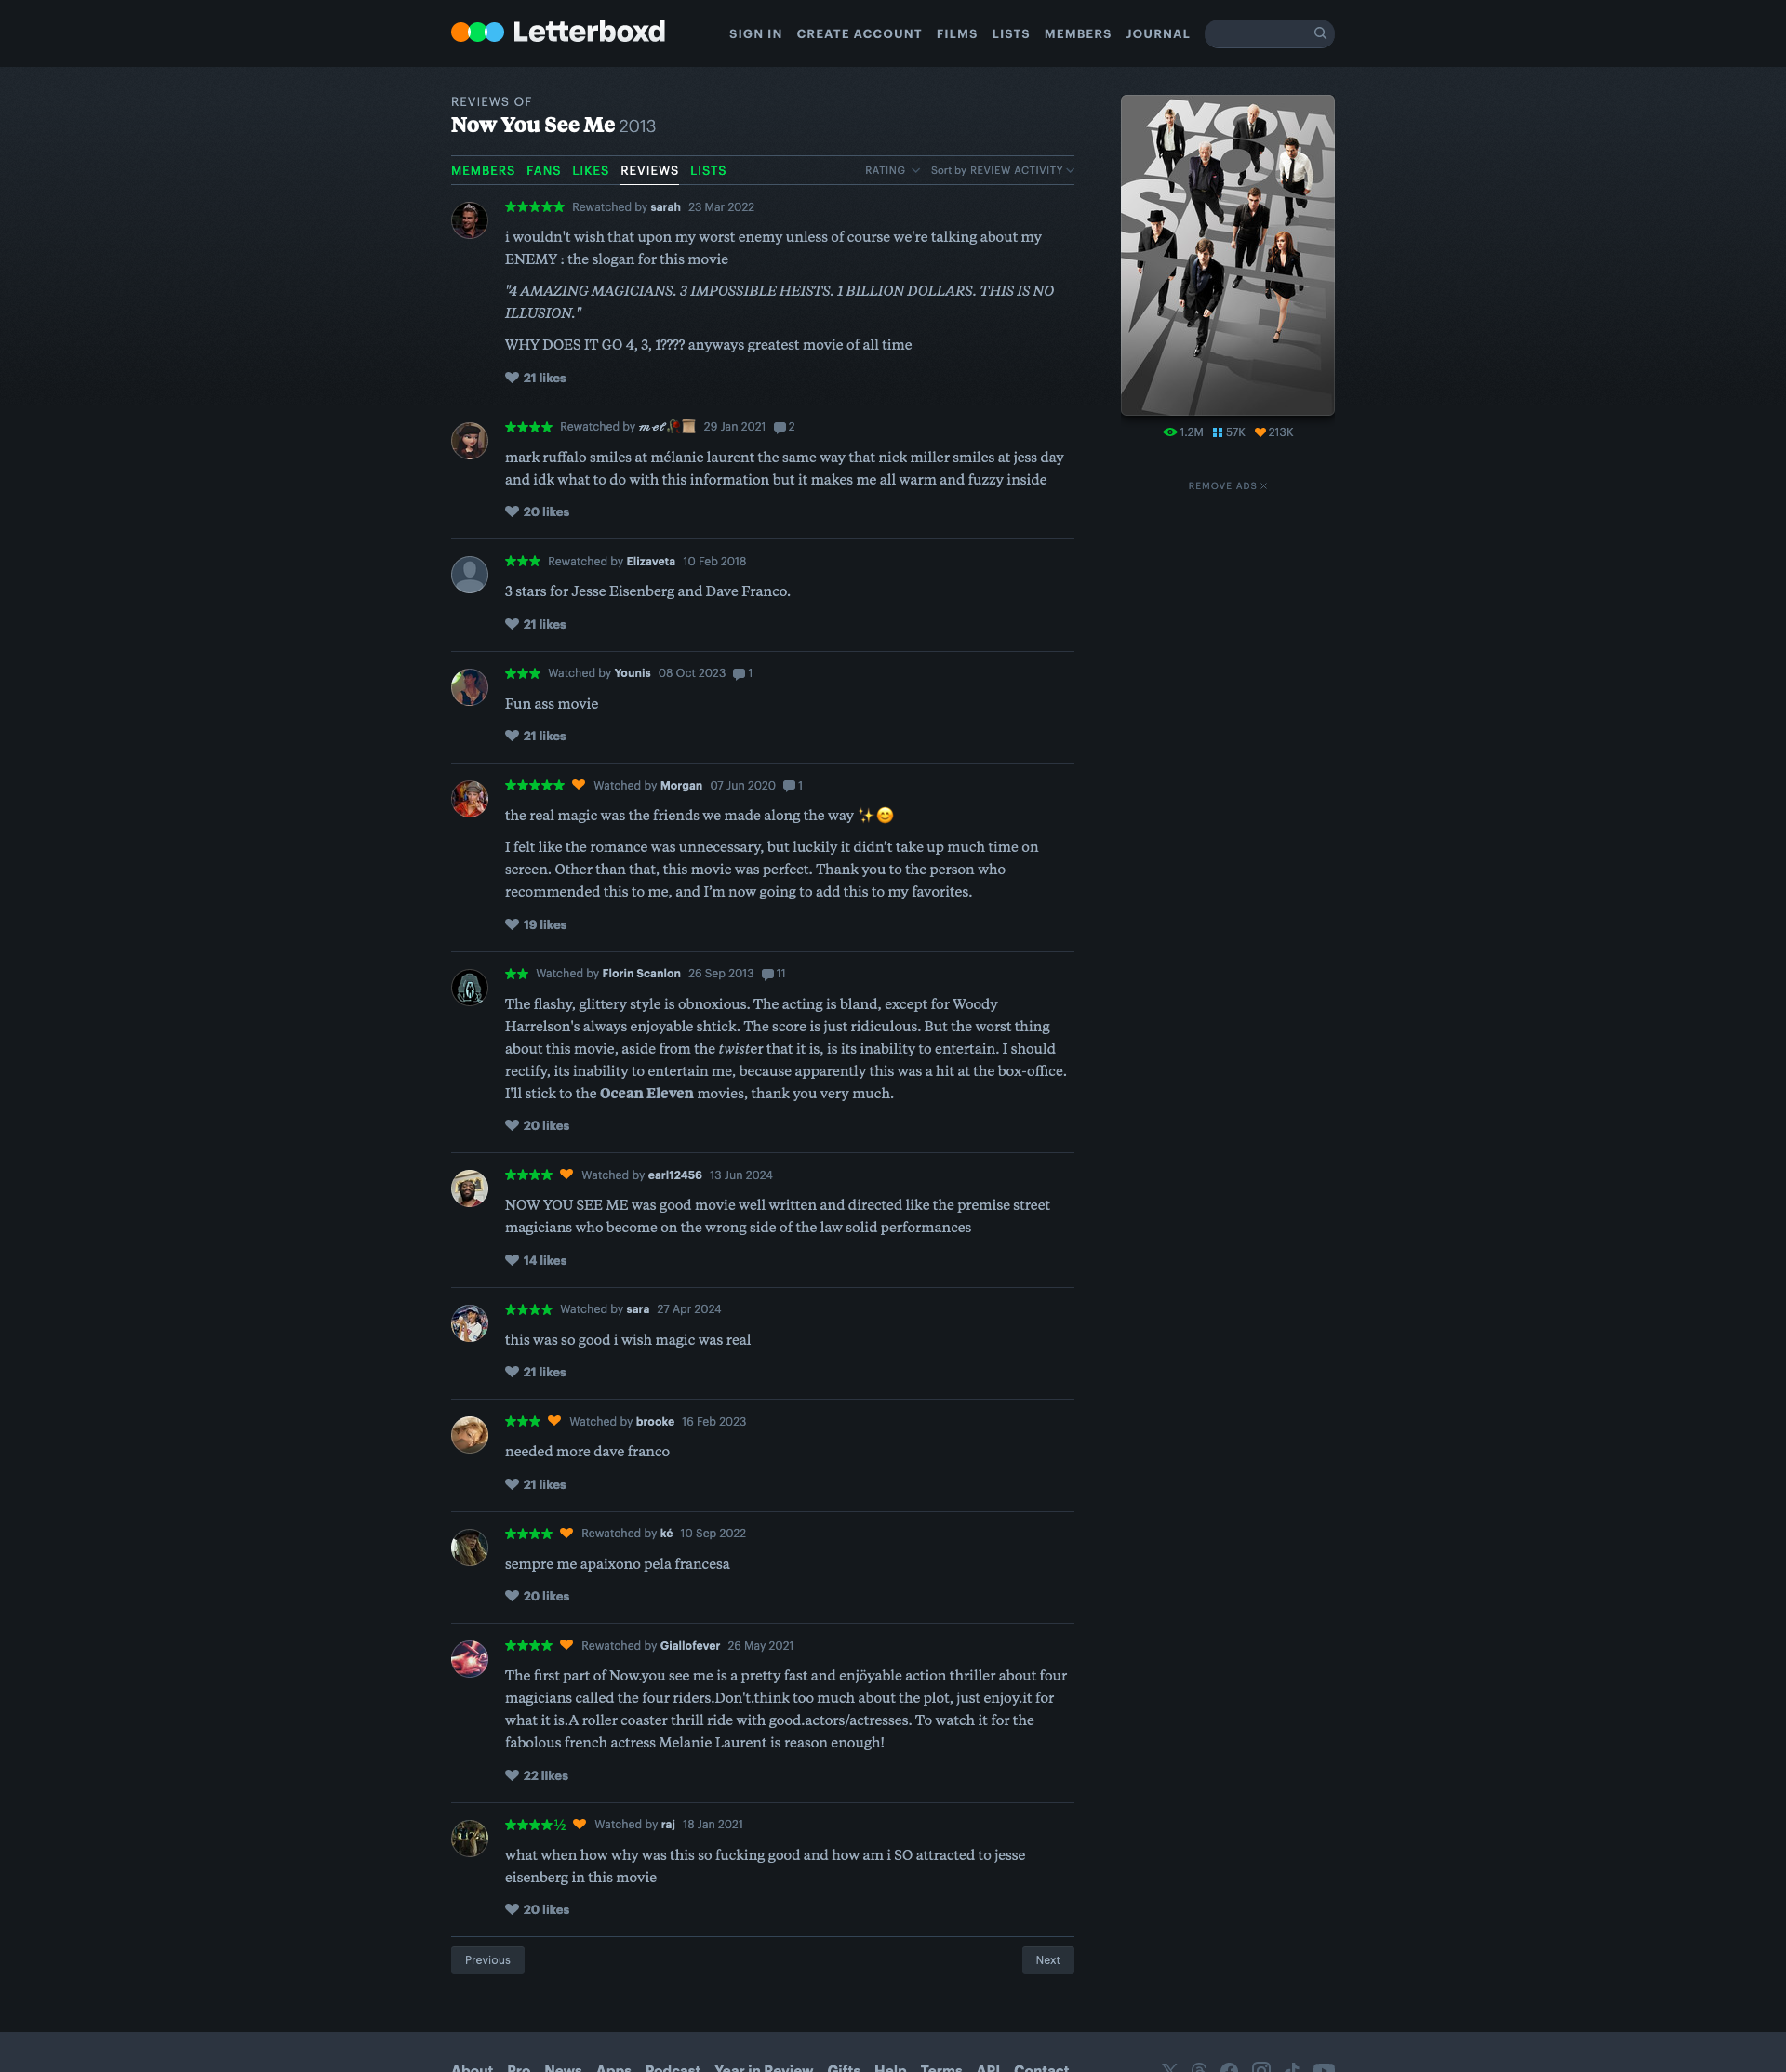 Letterboxd
SIGN IN CREATE ACCOUNT FILMS LISTS MEMBERS JOURNAL
REVIEWS OF
Now You See Me 2013
MEMBERS FANS LIKES REVIEWS LISTS
RATING Sort by REVIEW ACTIVITY
★★★★★ Rewatched by sarah 23 Mar 2022
i wouldn't wish that upon my worst enemy unless of course we're talking about my
ENEMY : the slogan for this movie
"4 AMAZING MAGICIANS. 3 IMPOSSIBLE HEISTS. 1 BILLION DOLLARS. THIS IS NO
ILLUSION."
WHY DOES IT GO 4, 3, 1???? anyways greatest movie of all time
21 likes
★★★★ Rewatched by 𝓶𝓮𝓵🥀📜 29 Jan 2021 2
mark ruffalo smiles at mélanie laurent the same way that nick miller smiles at jess day
and idk what to do with this information but it makes me all warm and fuzzy inside
20 likes
★★★ Rewatched by Elizaveta 10 Feb 2018
3 stars for Jesse Eisenberg and Dave Franco.
21 likes
★★★ Watched by Younis 08 Oct 2023 1
Fun ass movie
21 likes
★★★★★ Watched by Morgan 07 Jun 2020 1
the real magic was the friends we made along the way ✨😊
I felt like the romance was unnecessary, but luckily it didn't take up much time on
screen. Other than that, this movie was perfect. Thank you to the person who
recommended this to me, and I'm now going to add this to my favorites.
19 likes
★★ Watched by Florin Scanlon 26 Sep 2013 11
The flashy, glittery style is obnoxious. The acting is bland, except for Woody
Harrelson's always enjoyable shtick. The score is just ridiculous. But the worst thing
about this movie, aside from the twister that it is, is its inability to entertain. I should
rectify, its inability to entertain me, because apparently this was a hit at the box-office.
I'll stick to the Ocean Eleven movies, thank you very much.
20 likes
★★★★ Watched by earl12456 13 Jun 2024
NOW YOU SEE ME was good movie well written and directed like the premise street
magicians who become on the wrong side of the law solid performances
14 likes
★★★★ Watched by sara 27 Apr 2024
this was so good i wish magic was real
21 likes
★★★ Watched by brooke 16 Feb 2023
needed more dave franco
21 likes
★★★★ Rewatched by ké 10 Sep 2022
sempre me apaixono pela francesa
20 likes
★★★★ Rewatched by Giallofever 26 May 2021
The first part of Now.you see me is a pretty fast and enjöyable action thriller about four
magicians called the four riders.Don't.think too much about the plot, just enjoy.it for
what it is.A roller coaster thrill ride with good.actors/actresses. To watch it for the
fabolous french actress Melanie Laurent is reason enough!
22 likes
★★★★½ Watched by raj 18 Jan 2021
what when how why was this so fucking good and how am i SO attracted to jesse
eisenberg in this movie
20 likes
Previous Next
NOW
YOU
SEE
1.2M 57K 213K
REMOVE ADS
About Pro News Apps Podcast Year in Review Gifts Help Terms API Contact